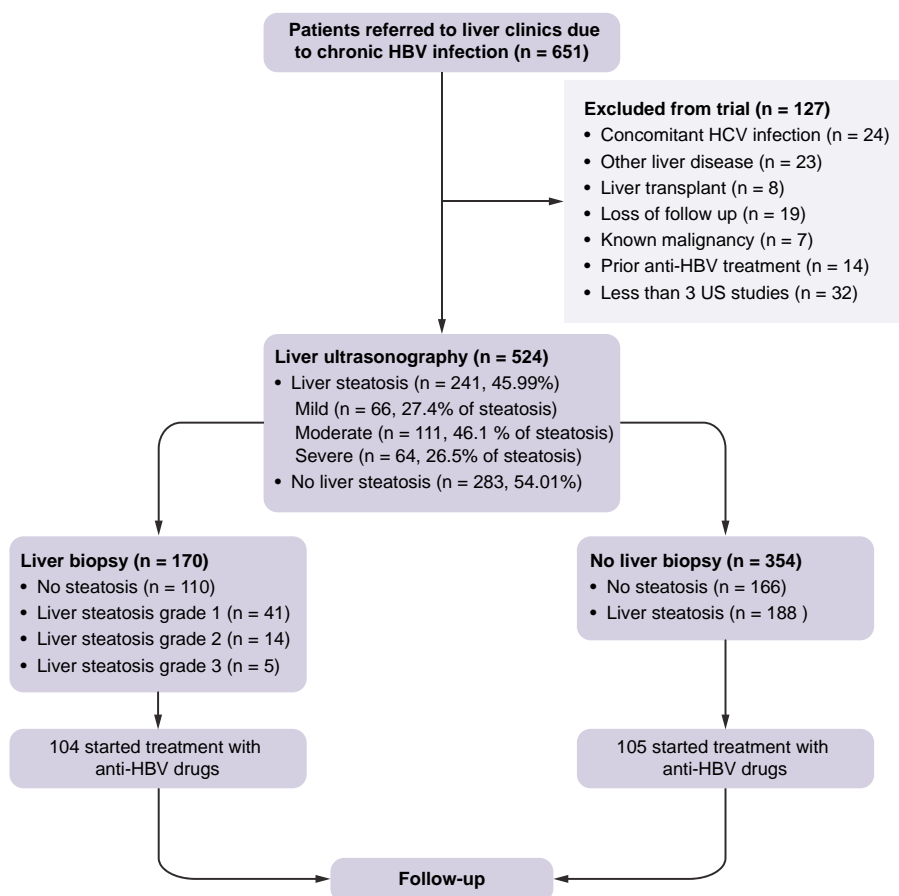 Patients referred to liver clinics due
to chronic HBV infection (n = 651)
Excluded from trial (n = 127)
• Concomitant HCV infection (n = 24)
• Other liver disease (n = 23)
• Liver transplant (n = 8)
• Loss of follow up (n = 19)
• Known malignancy (n = 7)
• Prior anti-HBV treatment (n = 14)
• Less than 3 US studies (n = 32)
Liver ultrasonography (n = 524)
• Liver steatosis (n = 241, 45.99%)
Mild (n = 66, 27.4% of steatosis)
Moderate (n = 111, 46.1 % of steatosis)
Severe (n = 64, 26.5% of steatosis)
• No liver steatosis (n = 283, 54.01%)
Liver biopsy (n = 170)
• No steatosis (n = 110)
• Liver steatosis grade 1 (n = 41)
• Liver steatosis grade 2 (n = 14)
• Liver steatosis grade 3 (n = 5)
No liver biopsy (n = 354)
• No steatosis (n = 166)
• Liver steatosis (n = 188 )
104 started treatment with
anti-HBV drugs
105 started treatment with
anti-HBV drugs
Follow-up